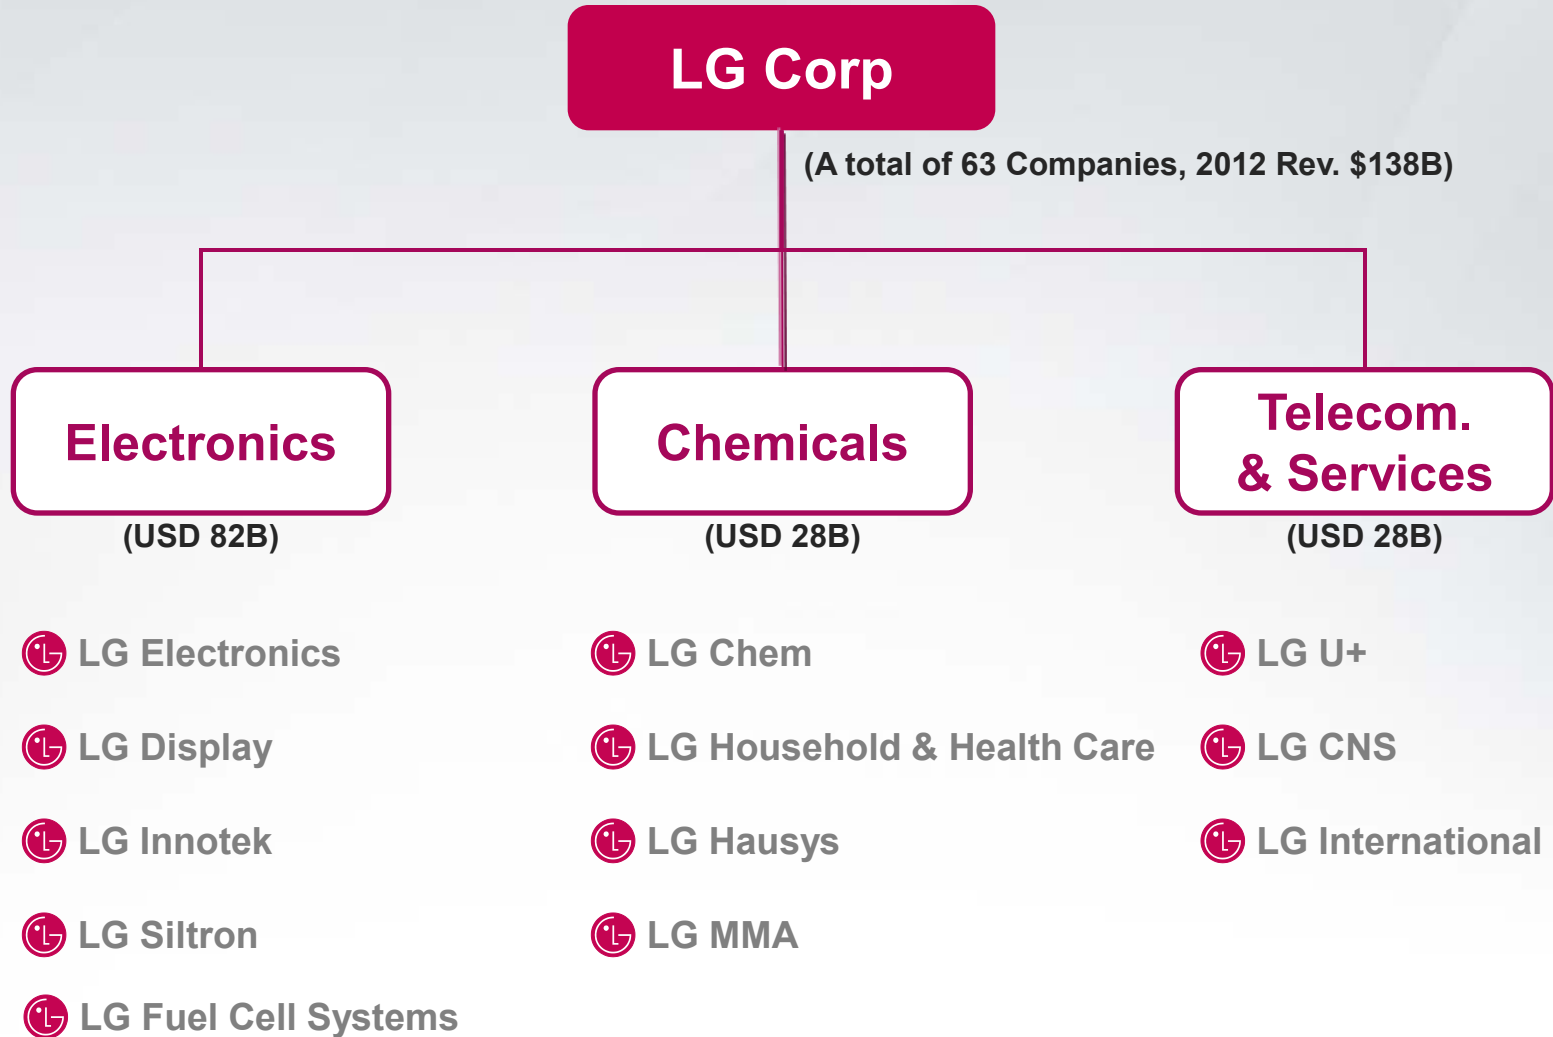 LG Corp
(A total of 63 Companies, 2012 Rev. $138B)
Electronics
(USD 82B)
LG Electronics
LG Display
LG Innotek
LG Siltron
LG Fuel Cell Systems
Chemicals
(USD 28B)
LG Chem
LG Household & Health Care
LG Hausys
LG MMA
Telecom.
& Services
(USD 28B)
LG U+
LG CNS
LG International